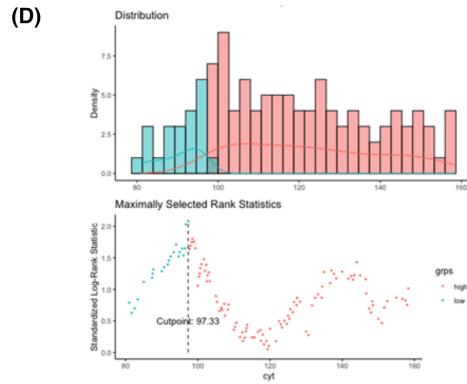 (D)
Distribution
Density
7.5
5.0
2.5
0.0
80 100 120 140 160
Maximally Selected Rank Statistics
Standardized Log-Rank Statistic
2.0
1.5
1.0
0.5
0.0
Cutpoint: 97.33
80 100 120 140 160
cyt
grps
high
low